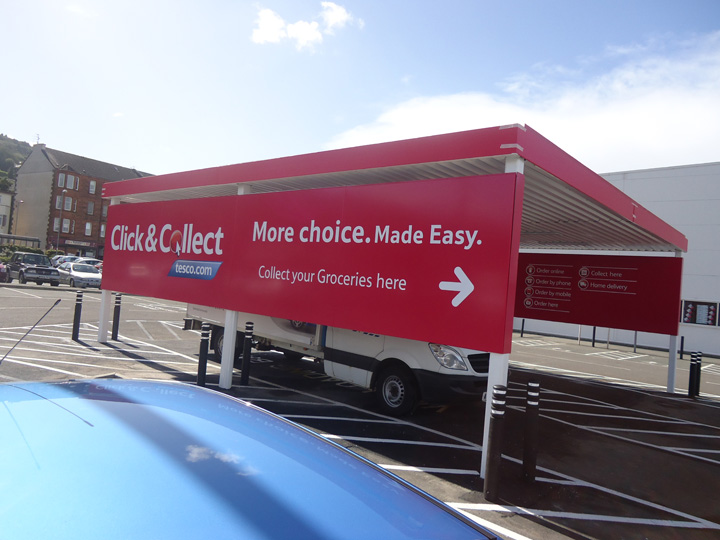 Click & Collect
tesco.com
More choice. Made Easy.
Collect your Groceries here
Order online
Order by phone
Order by mobile
Order here
Collect here
Home delivery